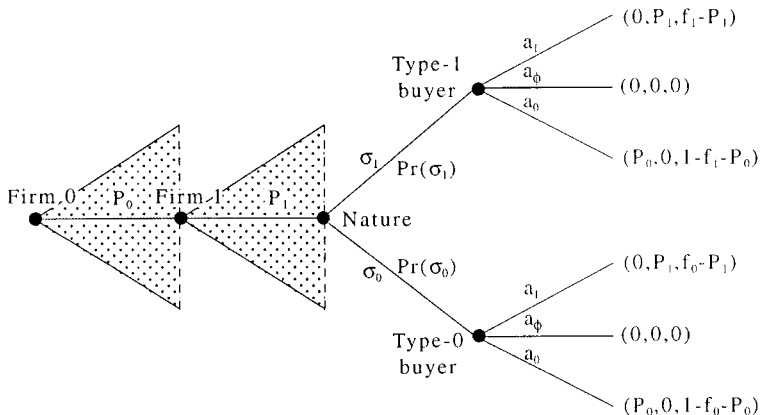 (0,P₁,f₁-P₁)
a₁
Type-1
buyer
aϕ
(0,0,0)
a₀
σ₁
Pr(σ₁)
(P₀,0,1-f₁-P₀)
Firm 0
P₀
Firm 1
P₁
Nature
σ₀
Pr(σ₀)
(0,P₁,f₀-P₁)
a₁
Type-0
buyer
aϕ
(0,0,0)
a₀
(P₀,0,1-f₀-P₀)